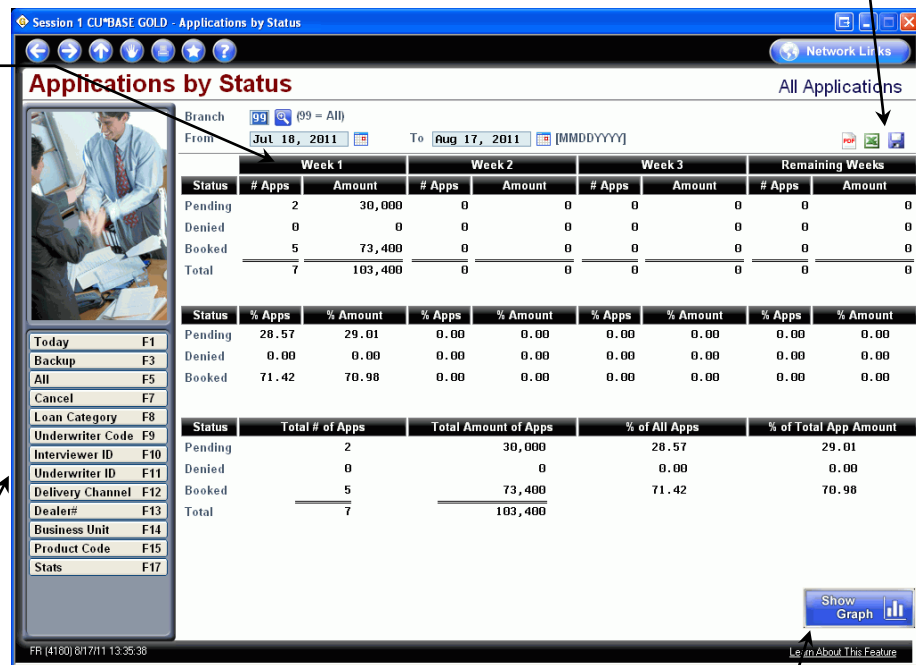 Session 1 CU*BASE GOLD - Applications by Status
Network Links
Applications by Status
All Applications
Branch 99 (99 = All)
From Jul 18, 2011 To Aug 17, 2011 [MMDDYYYY]
PDF
Week 1 Week 2 Week 3 Remaining Weeks
Status # Apps Amount # Apps Amount # Apps Amount # Apps Amount
Pending 2 30,000 0 0 0 0 0 0
Denied 0 0 0 0 0 0 0 0
Booked 5 73,400 0 0 0 0 0 0
Total 7 103,400 0 0 0 0 0 0
Status % Apps % Amount % Apps % Amount % Apps % Amount % Apps % Amount
Pending 28.57 29.01 0.00 0.00 0.00 0.00 0.00 0.00
Denied 0.00 0.00 0.00 0.00 0.00 0.00 0.00 0.00
Booked 71.42 70.98 0.00 0.00 0.00 0.00 0.00 0.00
Status Total # of Apps Total Amount of Apps % of All Apps % of Total App Amount
Pending 2 30,000 28.57 29.01
Denied 0 0 0.00 0.00
Booked 5 73,400 71.42 70.98
Total 7 103,400
Today F1
Backup F3
All F5
Cancel F7
Loan Category F8
Underwriter Code F9
Interviewer ID F10
Underwriter ID F11
Delivery Channel F12
Dealer# F13
Business Unit F14
Product Code F15
Stats F17
Show
Graph
FR (4180) 8/17/11 13:35:38
Learn About This Feature